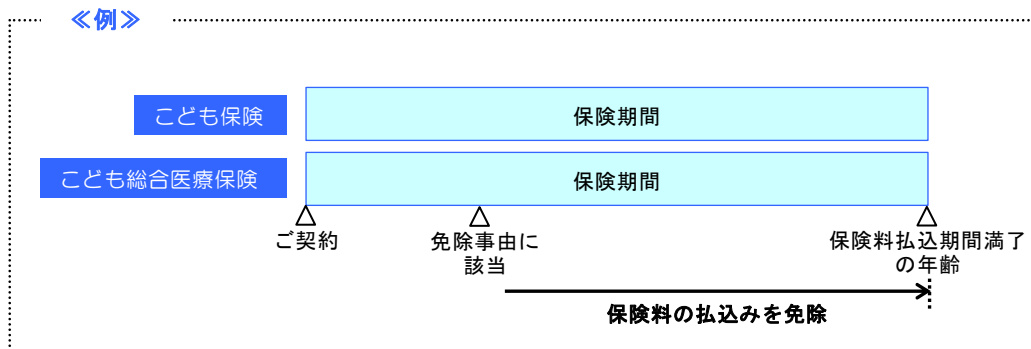 ≪例≫
こども保険
保険期間
こども総合医療保険
保険期間
ご契約
免除事由に
該当
保険料払込期間満了
の年齢
保険料の払込みを免除